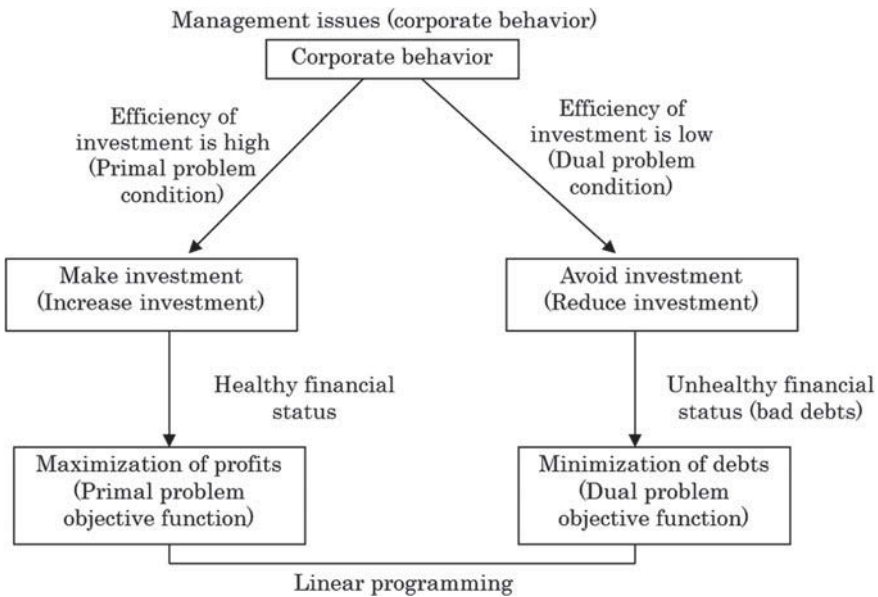 Management issues (corporate behavior)
Corporate behavior
Efficiency of
investment is high
(Primal problem
condition)
Efficiency of
investment is low
(Dual problem
condition)
Make investment
(Increase investment)
Avoid investment
(Reduce investment)
Healthy financial
status
Unhealthy financial
status (bad debts)
Maximization of profits
(Primal problem
objective function)
Minimization of debts
(Dual problem
objective function)
Linear programming